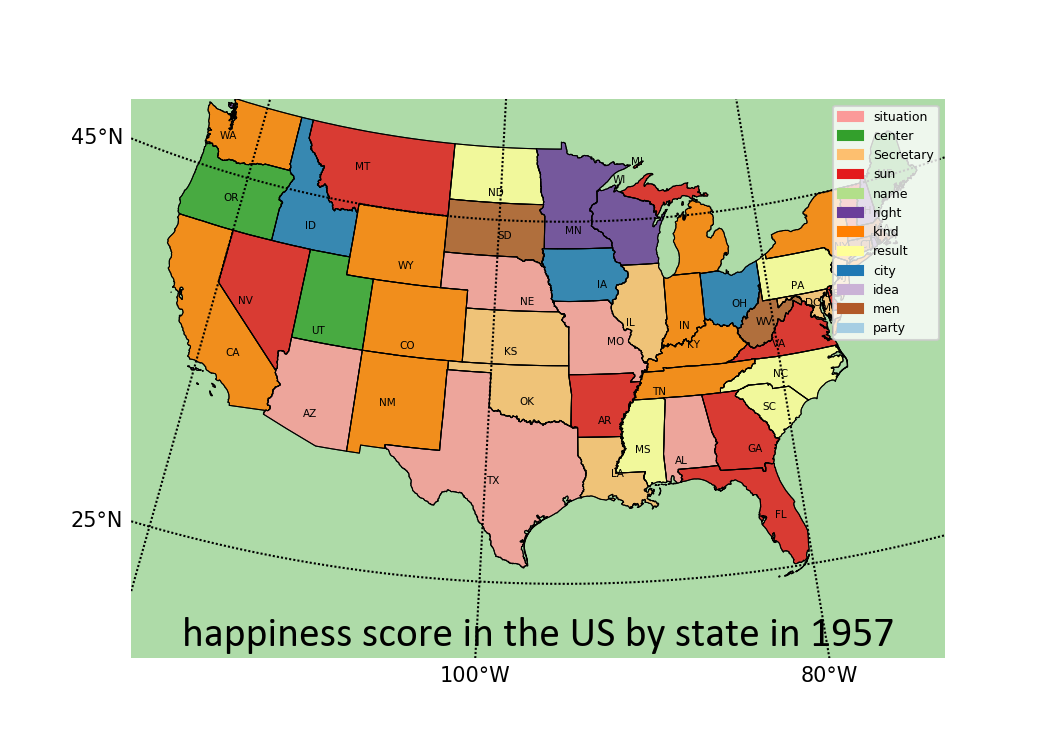 45°N
25°N
100°W
80°W
situation
center
Secretary
sun
name
right
kind
result
city
idea
men
party
WA
MT
ND
MI
WI
OR
ID
SD
MN
WY
NE
IA
PA
NV
UT
CO
KS
IL
IN
OH
WV
DC
VA
KY
MO
CA
AZ
NM
OK
AR
TN
NC
SC
TX
LA
MS
AL
GA
FL
happiness score in the US by state in 1957